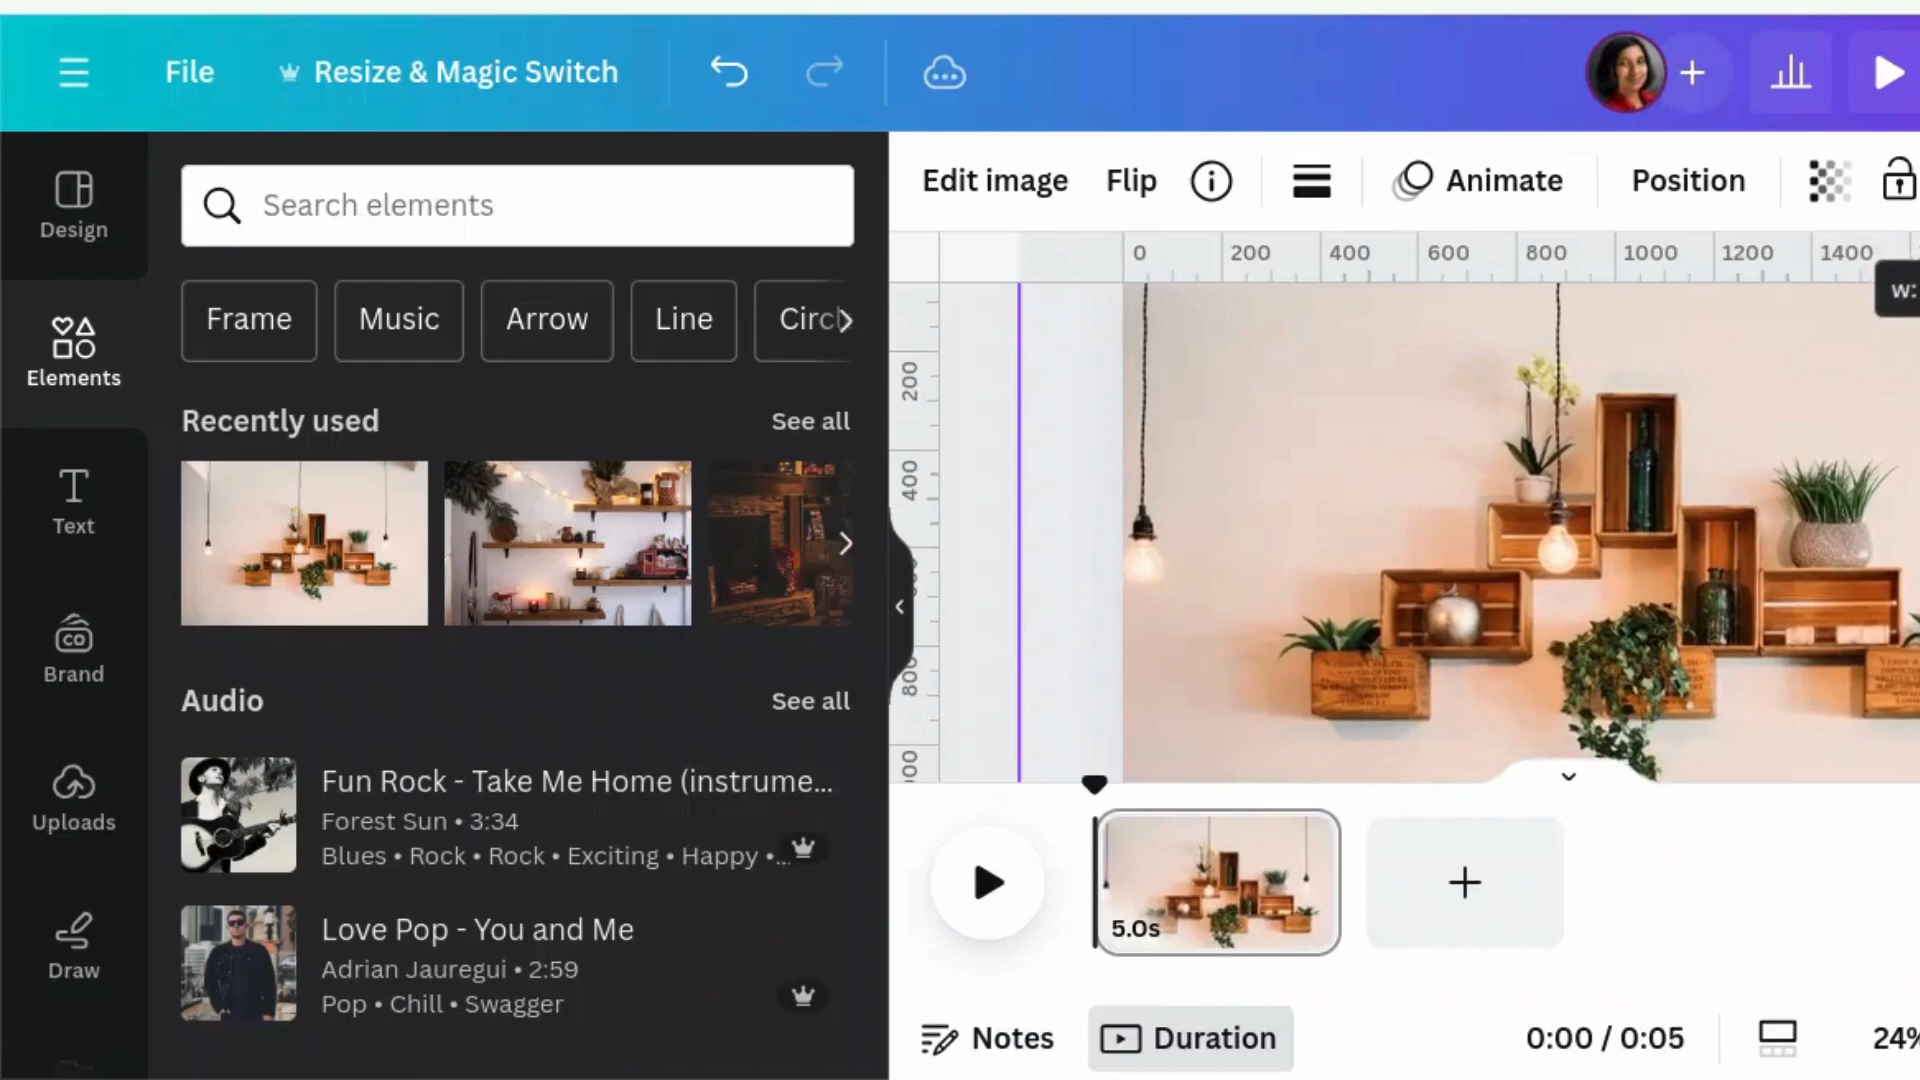 File
Resize & Magic Switch
Design
Elements
Text
Brand
Uploads
Draw
Search elements
Frame
Music
Arrow
Line
Circl
Recently used
See all
Audio
See all
Fun Rock - Take Me Home (instrume...
Forest Sun • 3:34
Blues • Rock • Rock • Exciting • Happy •...
Love Pop - You and Me
Adrian Jauregui • 2:59
Pop • Chill • Swagger
Edit image
Flip
Animate
Position
0 200 400 600 800 1000 1200 1400
w:
200
400
800
5.0s
Notes
Duration
0:00 / 0:05
24%